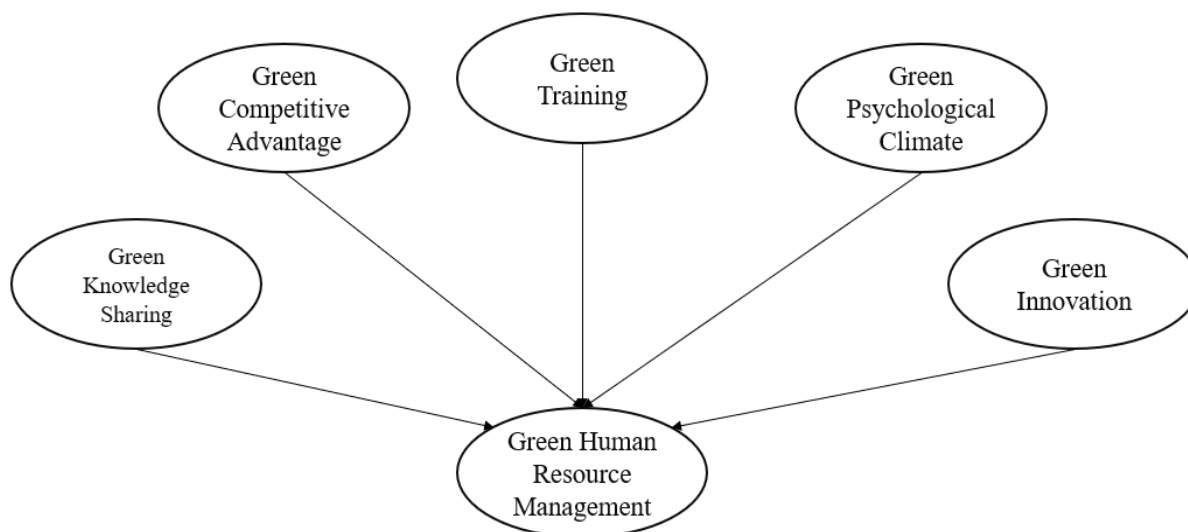 Green
Competitive
Advantage
Green
Training
Green
Psychological
Climate
Green
Knowledge
Sharing
Green
Innovation
Green Human
Resource
Management